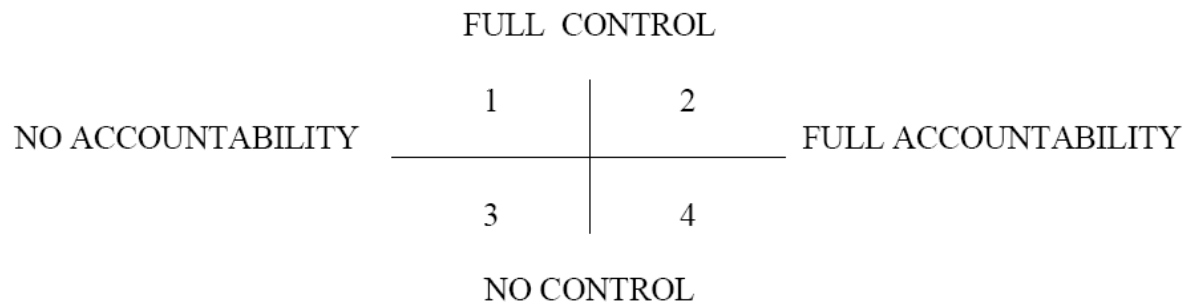 FULL CONTROL
1 2
NO ACCOUNTABILITY FULL ACCOUNTABILITY
3 4
NO CONTROL